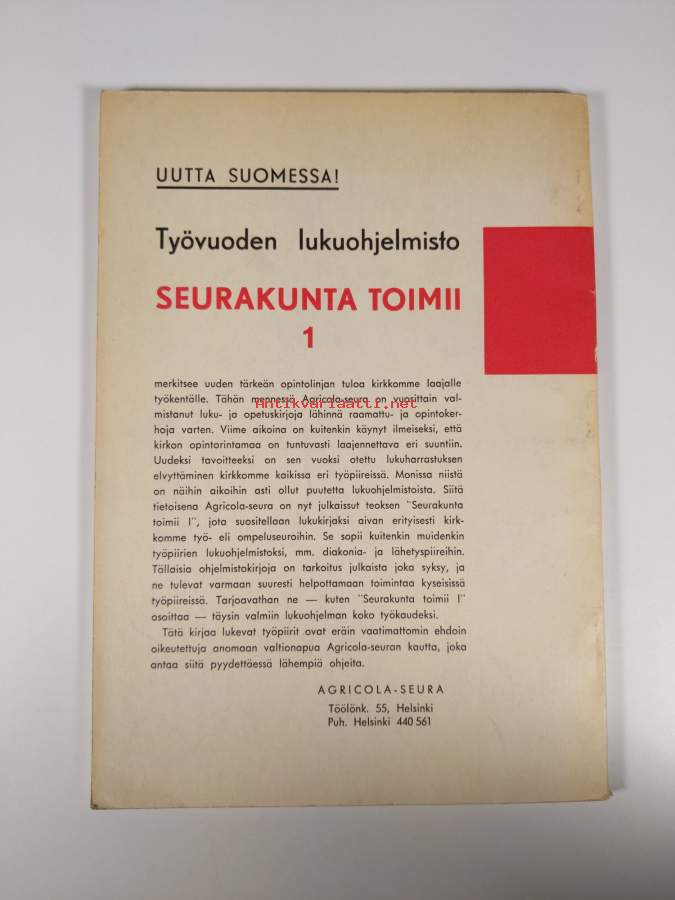 UUTTA SUOMESSA!
Työvuoden lukuohjelmisto
SEURAKUNTA TOIMII
1
merkitsee uuden tärkeän opintolinjan tuloa kirkkomme laajalle
työkentälle. Tähän mennessä Agricola-seura on vuosittain val-
Antikvariaatti.net
mistanut luku- ja opetuskirjoja lähinnä raamattu- ja opintoker-
hoja varten. Viime aikoina on kuitenkin käynyt ilmeiseksi, että
kirkon opintorintamaa on tuntuvasti laajennettava eri suuntiin.
Uudeksi tavoitteeksi on sen vuoksi otettu lukuharrastuksen
elvyttäminen kirkkomme kaikissa eri työpiireissä. Monissa niistä
on näihin aikoihin asti ollut puutetta lukuohjelmistoista. Siitä
tietoisena Agricola-seura on nyt julkaissut teoksen "Seurakunta
toimii I", jota suositellaan lukukirjaksi aivan erityisesti kirk-
komme työ- eli ompeluseuroihin. Se sopii kuitenkin muidenkin
työpiirien lukuohjelmistoksi, mm. diakonia- ja lähetyspiireihin.
Tällaisia ohjelmistokirjoja on tarkoitus julkaista joka syksy, ja
ne tulevat varmaan suuresti helpottamaan toimintaa kyseisissä
työpiireissä. Tarjoavathan ne — kuten "Seurakunta toimii I"
osoittaa — täysin valmiin lukuohjelman koko työkaudeksi.
Tätä kirjaa lukevat työpiirit ovat eräin vaatimattomin ehdoin
oikeutettuja anomaan valtionapua Agricola-seuran kautta, joka
antaa siitä pyydettäessä lähempiä ohjeita.
AGRICOLA-SEURA
Töölönk. 55, Helsinki
Puh. Helsinki 440 561